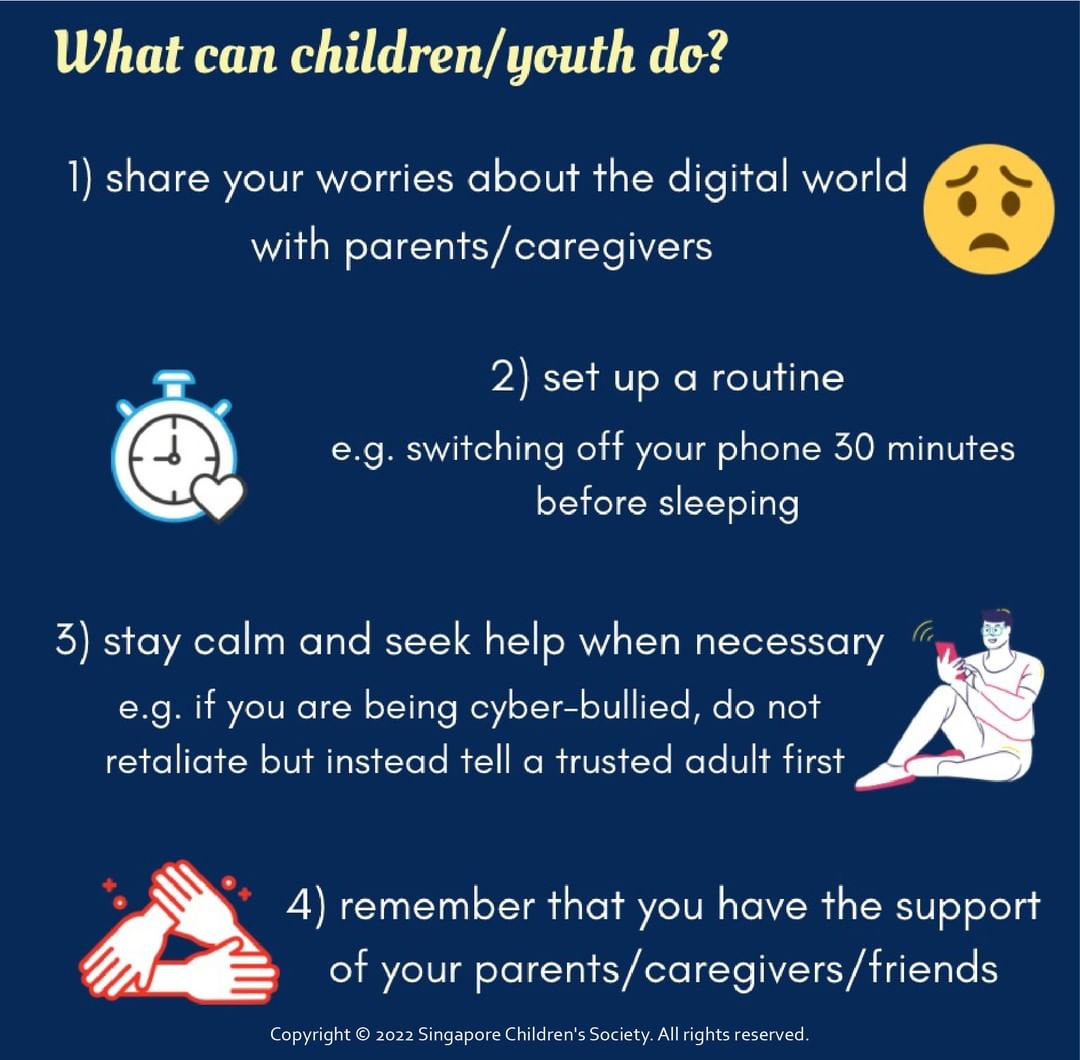 What can children/youth do?
1) share your worries about the digital world
with parents/caregivers
2) set up a routine
e.g. switching off your phone 30 minutes
before sleeping
3) stay calm and seek help when necessary
e.g. if you are being cyber-bullied, do not
retaliate but instead tell a trusted adult first
4) remember that you have the support
of your parents/caregivers/friends
Copyright © 2022 Singapore Children's Society. All rights reserved.